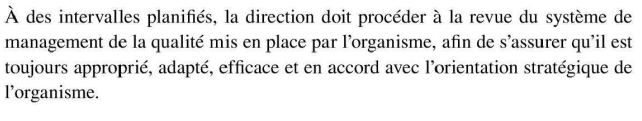 À des intervalles planifiés, la direction doit procéder à la revue du système de
management de la qualité mis en place par l'organisme, afin de s'assurer qu'il est
toujours approprié, adapté, efficace et en accord avec l'orientation stratégique de
l'organisme.